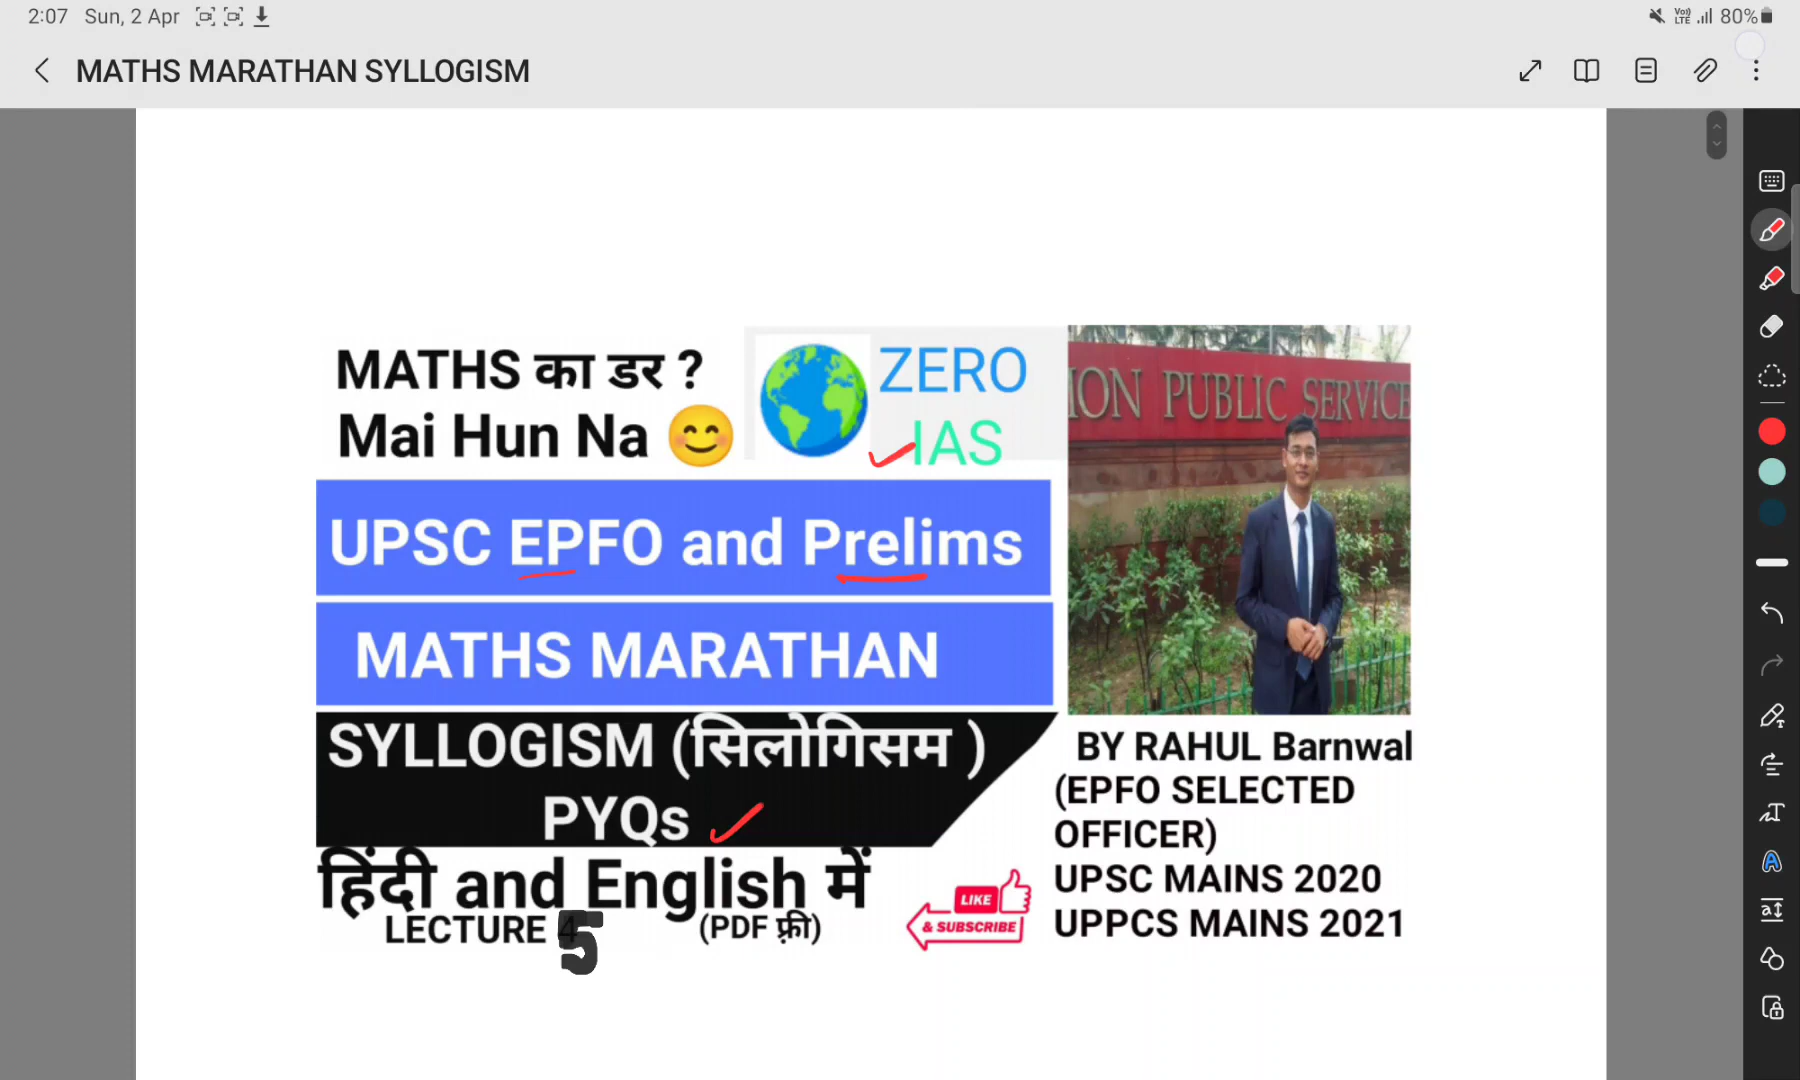 2:07 Sun, 2 Apr
Vo)) LTE 80%
MATHS MARATHAN SYLLOGISM
MATHS का डर ?
Mai Hun Na 😊
ZERO
IAS
ION PUBLIC SERVICE
UPSC EPFO and Prelims
MATHS MARATHAN
SYLLOGISM (सिलोगिसम )
PYQs
हिंदी and English में
LECTURE 5
(PDF फ़्री)
LIKE
& SUBSCRIBE
BY RAHUL Barnwal
(EPFO SELECTED
OFFICER)
UPSC MAINS 2020
UPPCS MAINS 2021